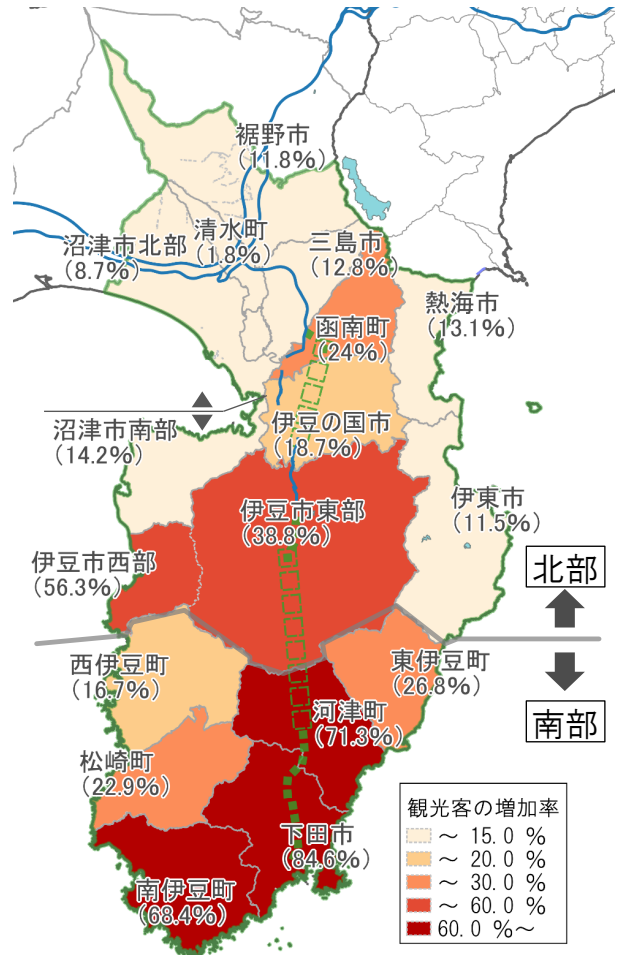 裾野市
(11.8%)
清水町
(1.8%)
沼津市北部
(8.7%)
三島市
(12.8%)
熱海市
(13.1%)
函南町
(24%)
沼津市南部
(14.2%)
伊豆の国市
(18.7%)
伊豆市東部
(38.8%)
伊東市
(11.5%)
伊豆市西部
(56.3%)
北部
西伊豆町
(16.7%)
東伊豆町
(26.8%)
南部
河津町
(71.3%)
松崎町
(22.9%)
下田市
(84.6%)
南伊豆町
(68.4%)
観光客の増加率
～ 15.0 %
～ 20.0 %
～ 30.0 %
～ 60.0 %
60.0 %～